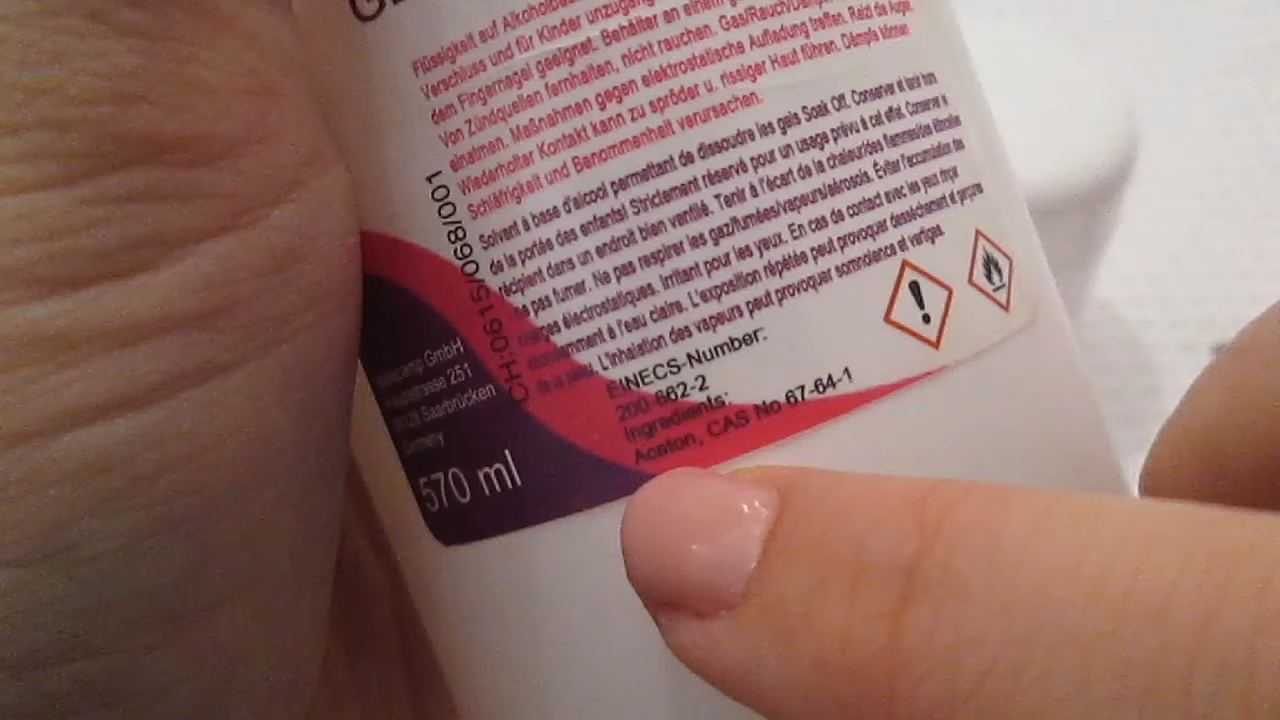 Flüssigkeit auf Alkoholbas
Verschluss und für Kinder unzugäng
dem Fingernagel geeignet. Behälter an einem
Von Zündquellen fernhalten, nicht rauchen. Gas/Rauch/Dampf
einatmen. Maßnahmen gegen elektrostatische Aufladung treffen. Reizt die Augen.
Wiederholter Kontakt kann zu spröder u. rissiger Haut führen. Dämpfe können
Schläfrigkeit und Benommenheit verursachen.
Solvant à base d'alcool permettant de dissoudre les gels Soak Off. Conserver et tenir hors
de la portée des enfants! Strictement réservé pour un usage prévu à cet effet. Conserver le
récipient dans un endroit bien ventilé. Tenir à l'écart de la chaleur/des flammes/des étincelles
ne pas fumer. Ne pas respirer les gaz/fumées/vapeurs/aérosols. Éviter l'accumulation des
charges électrostatiques. Irritant pour les yeux. En cas de contact avec les yeux rinçer
abondamment à l'eau claire. L'exposition répétée peut provoquer dessèchement et gerçures
de la peau. L'inhalation des vapeurs peut provoquer somnolence et vertiges.
CH:0615/068/001
EINECS-Number:
200-662-2
Ingredients:
Aceton, CAS No 67-64-1
GmbH
251
Saarbrücken
570 ml